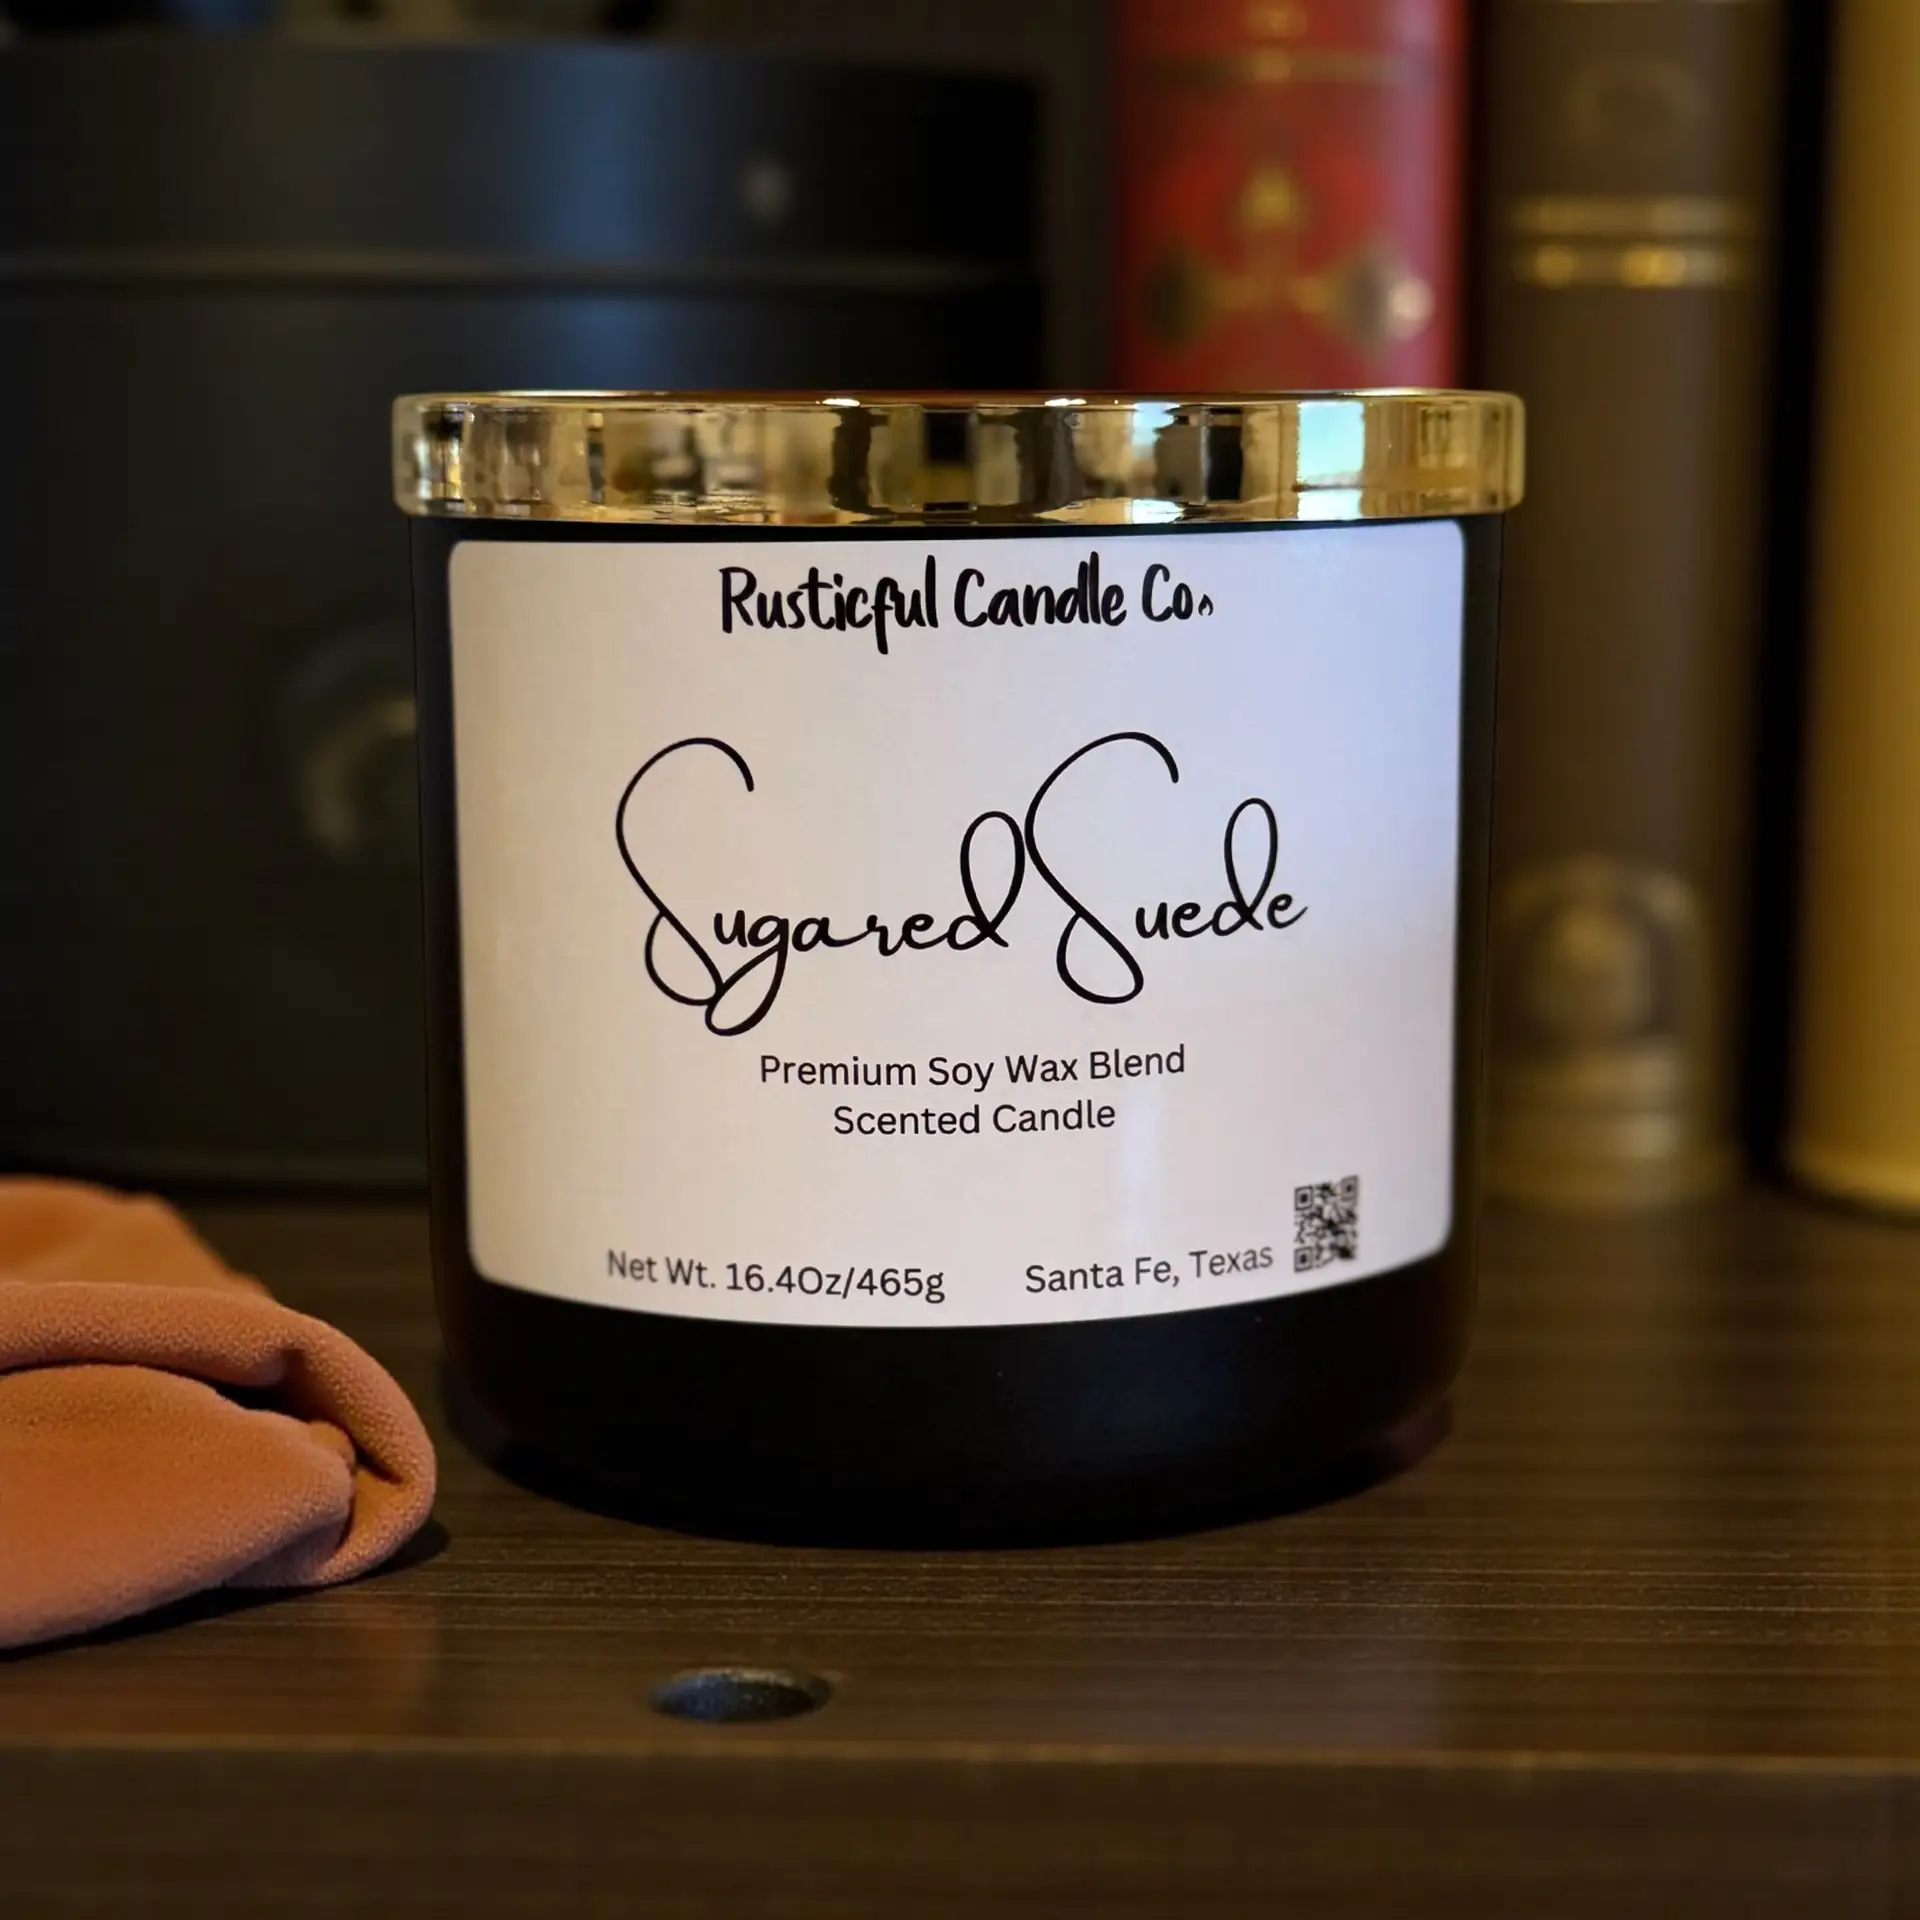 Rusticful Candle Co.
Sugared Suede
Premium Soy Wax Blend
Scented Candle
Net Wt. 16.4Oz/465g Santa Fe, Texas